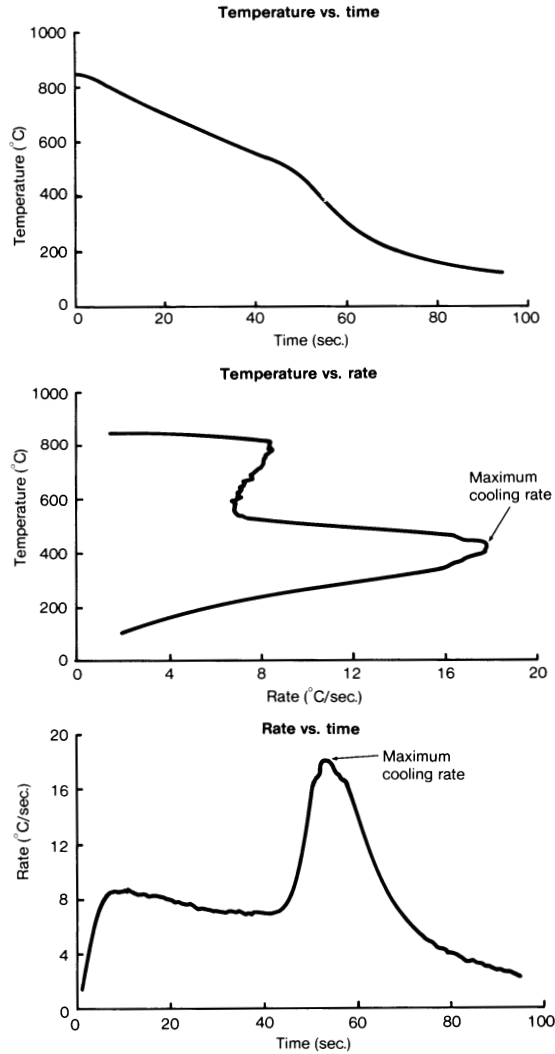 Temperature vs. time
1000
800
600
400
200
0
Temperature (°C)
0 20 40 60 80 100
Time (sec.)
Temperature vs. rate
1000
800
600
400
200
0
Temperature (°C)
Maximum
cooling rate
0 4 8 12 16 20
Rate (°C/sec.)
Rate vs. time
20
16
12
8
4
0
Rate (°C/sec.)
Maximum
cooling rate
0 20 40 60 80 100
Time (sec.)